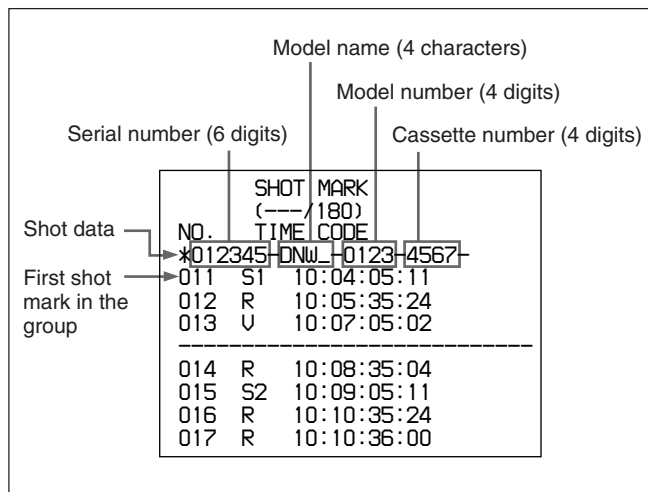 Model name (4 characters)
Model number (4 digits)
Serial number (6 digits)
Cassette number (4 digits)
SHOT MARK
(---/180)
NO. TIME CODE
Shot data
*012345-DNW_-0123-4567-
First shot
mark in the
group
011 S1 10:04:05:11
012 R 10:05:35:24
013 V 10:07:05:02
-----------------------------
014 R 10:08:35:04
015 S2 10:09:05:11
016 R 10:10:35:24
017 R 10:10:36:00